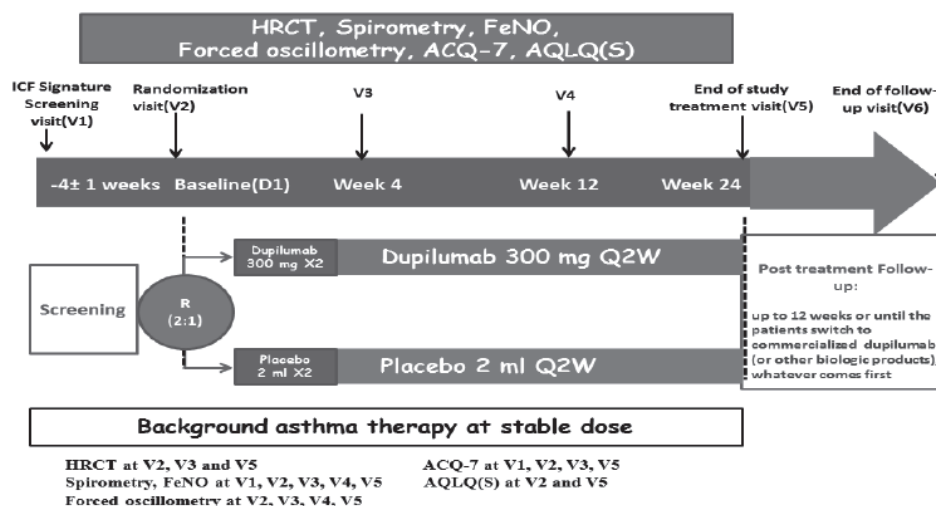 HRCT, Spirometry, FeNO,
Forced oscillometry, ACQ-7, AQLQ(S)
ICF Signature
Screening
visit(V1)
Randomization
visit(V2)
V3
V4
End of study
treatment visit(V5)
End of follow-
up visit(V6)
-4± 1 weeks
Baseline(D1)
Week 4
Week 12
Week 24
Screening
R
(2:1)
Dupilumab
300 mg X2
Dupilumab 300 mg Q2W
Placebo
2 ml X2
Placebo 2 ml Q2W
Post treatment Follow-
up:
up to 12 weeks or until the
patients switch to
commercialized dupilumab
(or other biologic products),
whatever comes first
Background asthma therapy at stable dose
HRCT at V2, V3 and V5
Spirometry, FeNO at V1, V2, V3, V4, V5
Forced oscillometry at V2, V3, V4, V5
ACQ-7 at V1, V2, V3, V5
AQLQ(S) at V2 and V5